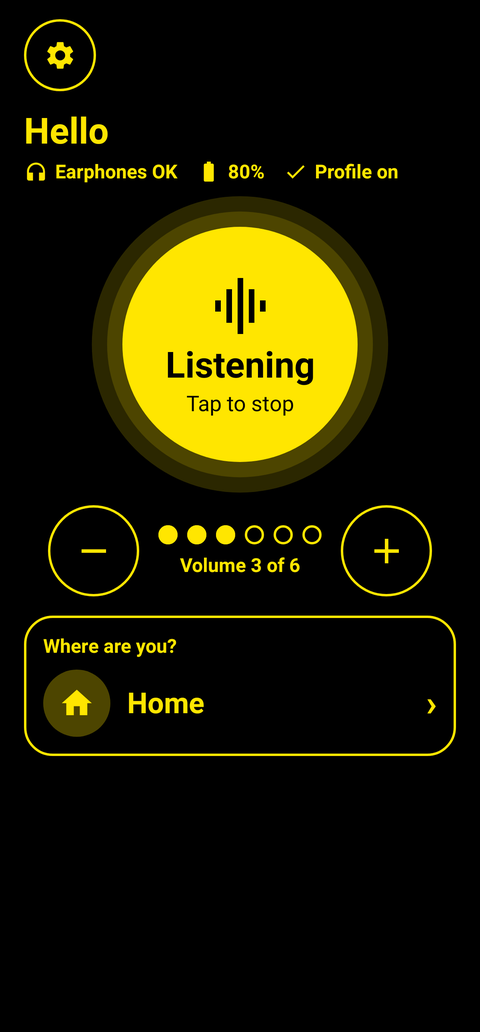 Hello
Earphones OK 80% Profile on
Listening
Tap to stop
Volume 3 of 6
Where are you?
Home